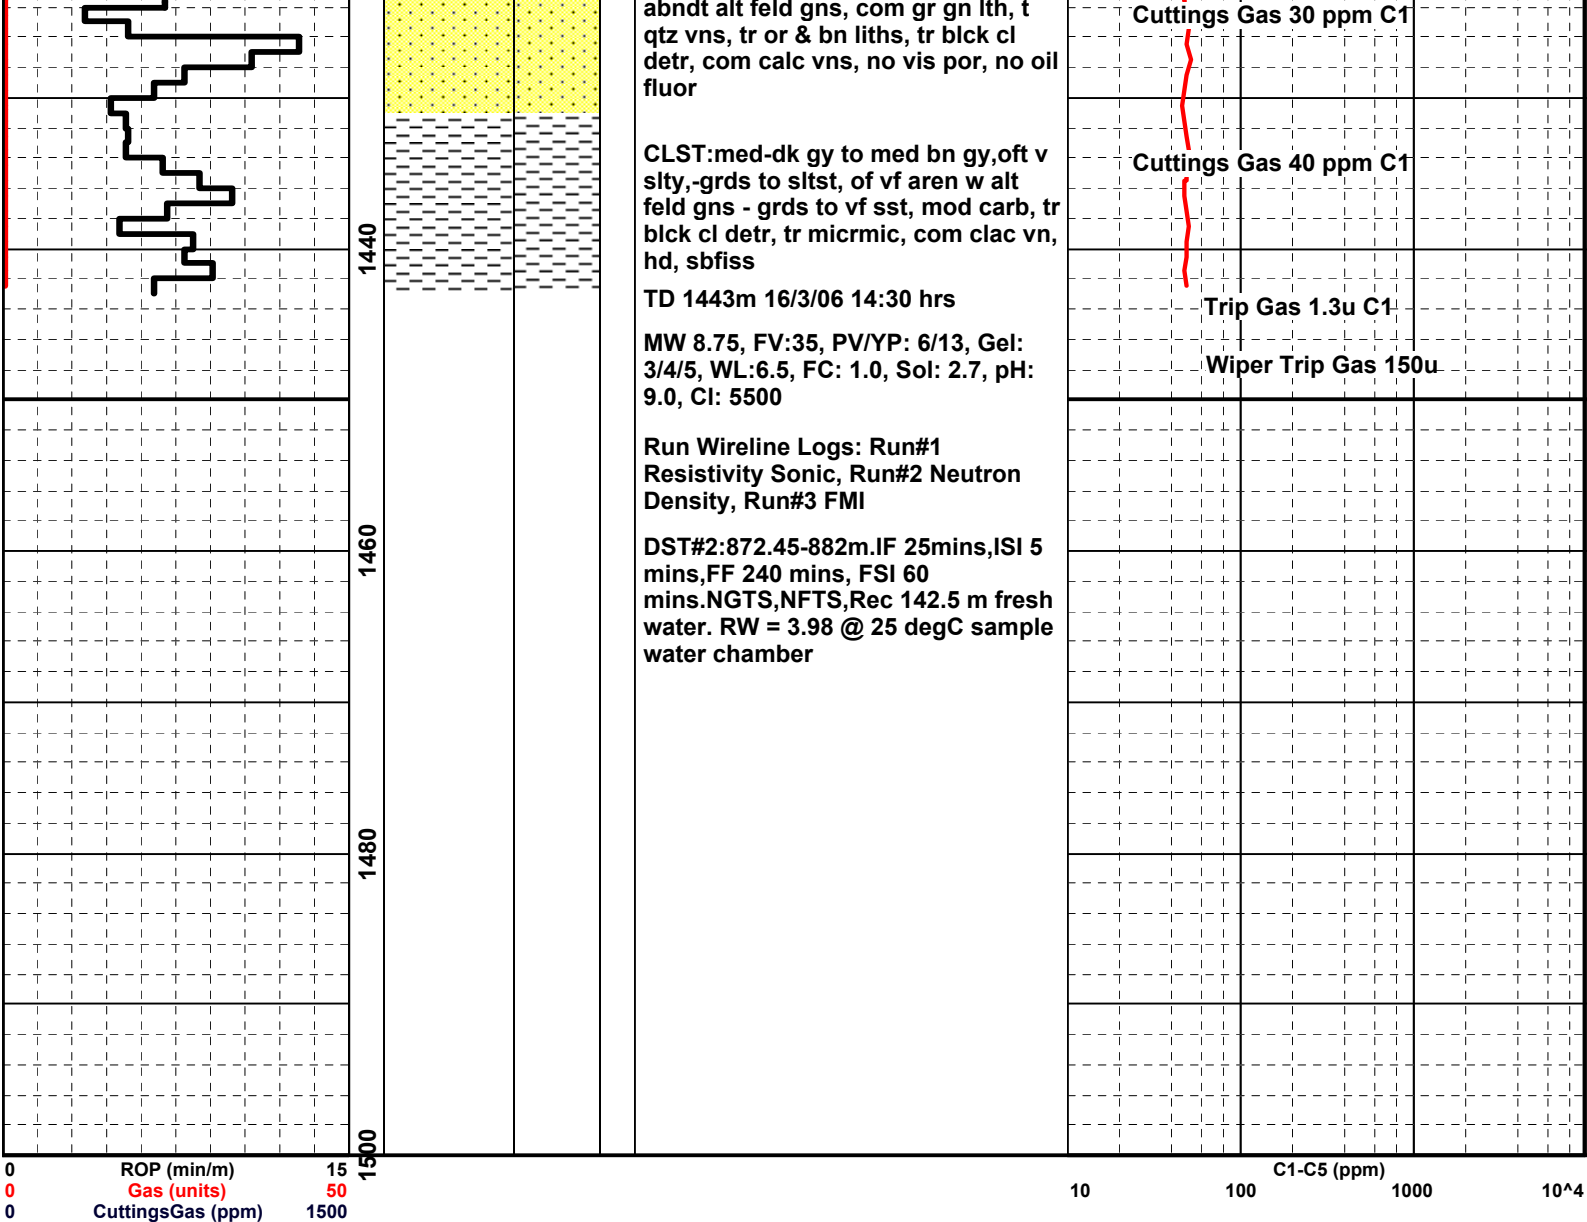 abndt alt feld gns, com gr gn lth, t
qtz vns, tr or & bn liths, tr blck cl
detr, com calc vns, no vis por, no oil
fluor
CLST:med-dk gy to med bn gy,oft v
slty,-grds to sltst, of vf aren w alt
feld gns - grds to vf sst, mod carb, tr
blck cl detr, tr micrmic, com clac vn,
hd, sbfiss
TD 1443m 16/3/06 14:30 hrs
MW 8.75, FV:35, PV/YP: 6/13, Gel:
3/4/5, WL:6.5, FC: 1.0, Sol: 2.7, pH:
9.0, Cl: 5500
Run Wireline Logs: Run#1
Resistivity Sonic, Run#2 Neutron
Density, Run#3 FMI
DST#2:872.45-882m.IF 25mins,ISI 5
mins,FF 240 mins, FSI 60
mins.NGTS,NFTS,Rec 142.5 m fresh
water. RW = 3.98 @ 25 degC sample
water chamber
Cuttings Gas 30 ppm C1
Cuttings Gas 40 ppm C1
Trip Gas 1.3u C1
Wiper Trip Gas 150u
1440
1460
1480
1500
0 ROP (min/m) 15
0 Gas (units) 50
0 CuttingsGas (ppm) 1500
C1-C5 (ppm)
10 100 1000 10^4